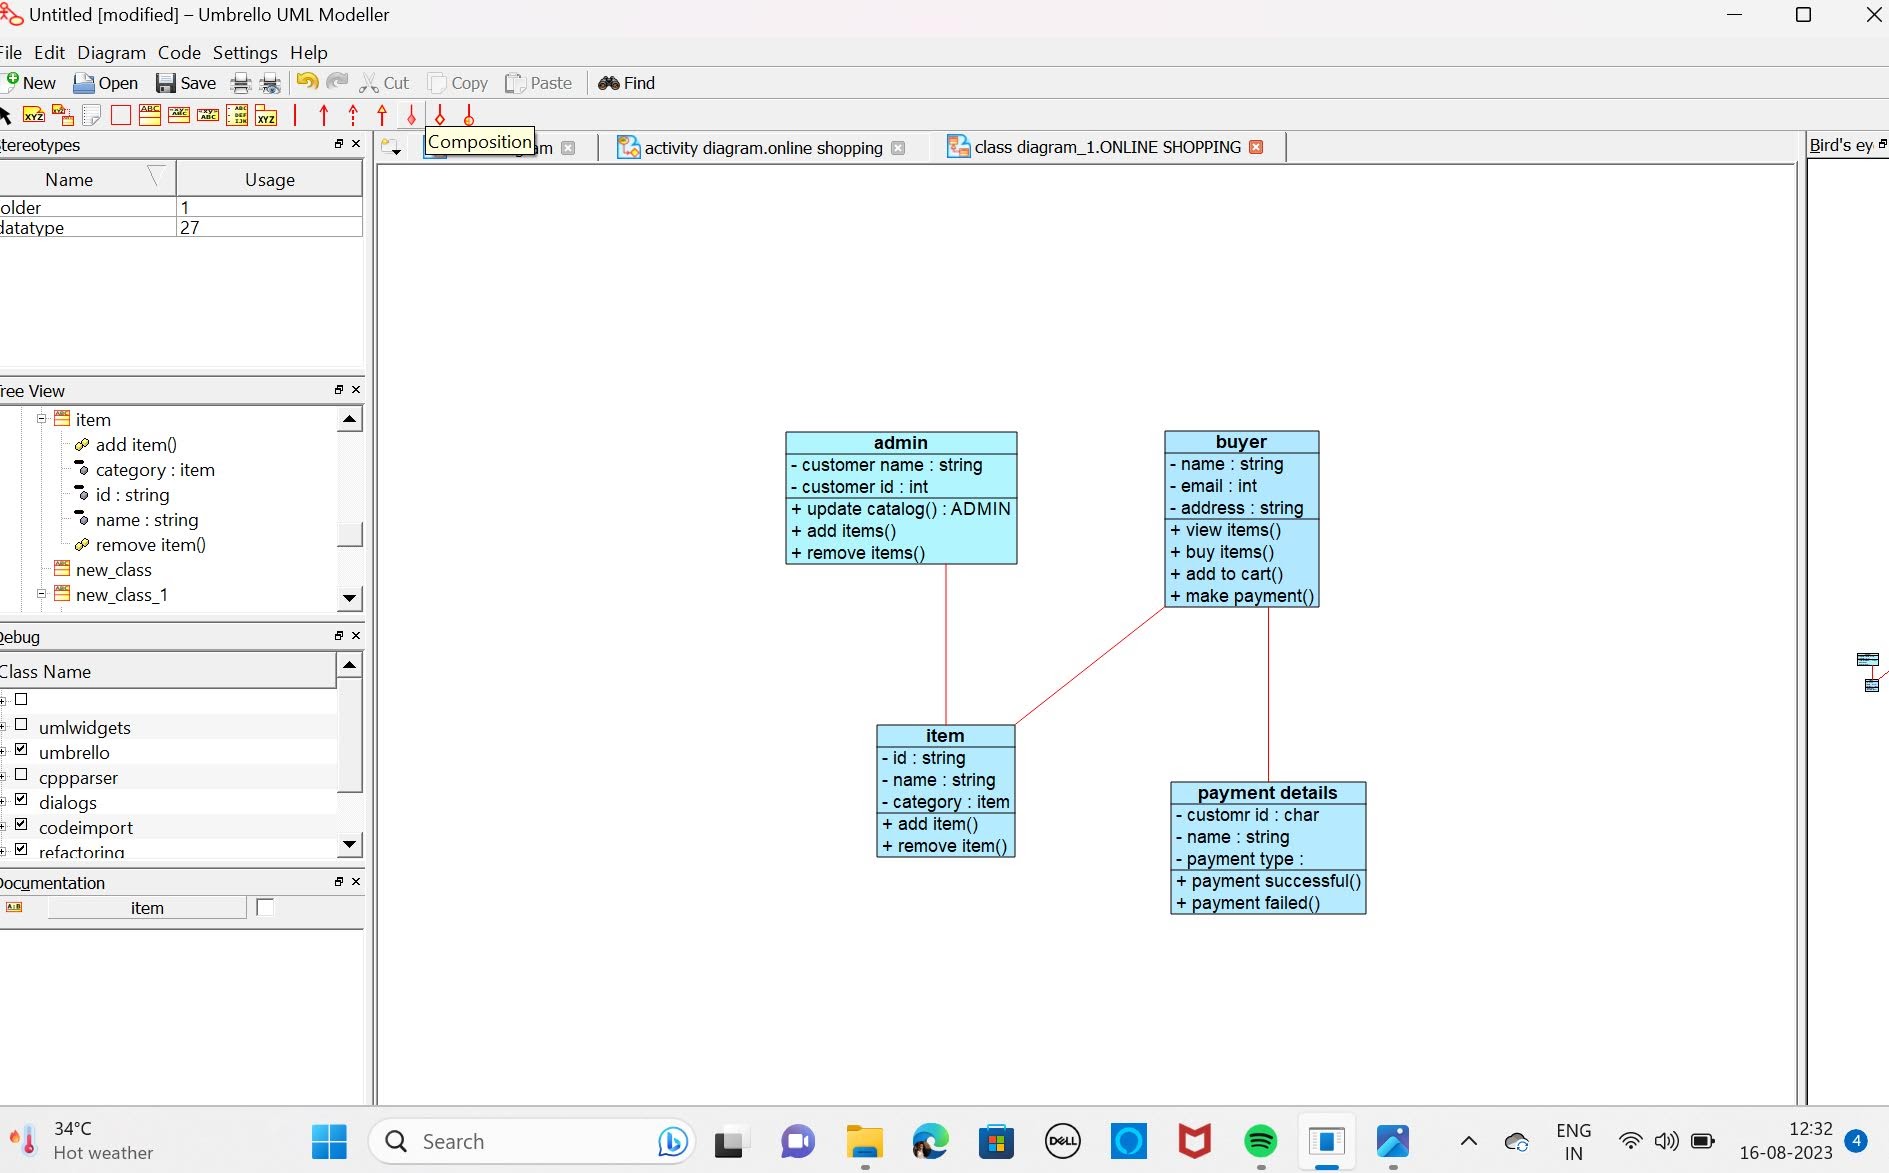 Untitled [modified] – Umbrello UML Modeller
File Edit Diagram Code Settings Help
New Open Save Cut Copy Paste Find
Composition
activity diagram.online shopping
class diagram_1.ONLINE SHOPPING
Bird's ey
tereotypes
Name Usage
older 1
datatype 27
Tree View
item
add item()
category : item
id : string
name : string
remove item()
new_class
new_class_1
Debug
Class Name
umlwidgets
umbrello
cppparser
dialogs
codeimport
refactoring
Documentation
item
admin
- customer name : string
- customer id : int
+ update catalog() : ADMIN
+ add items()
+ remove items()
buyer
- name : string
- email : int
- address : string
+ view items()
+ buy items()
+ add to cart()
+ make payment()
item
- id : string
- name : string
- category : item
+ add item()
+ remove item()
payment details
- customr id : char
- name : string
- payment type :
+ payment successful()
+ payment failed()
34°C
Hot weather
Search
DELL
ENG
IN
12:32
16-08-2023
4